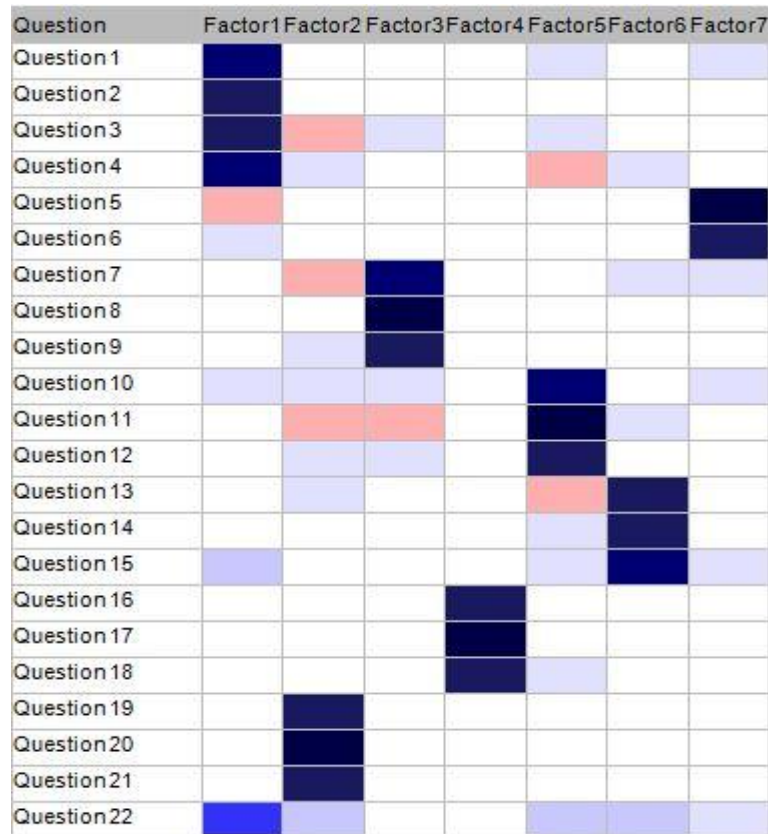 Question Factor1 Factor2 Factor3 Factor4 Factor5 Factor6 Factor7
Question 1
Question 2
Question 3
Question 4
Question 5
Question 6
Question 7
Question 8
Question 9
Question 10
Question 11
Question 12
Question 13
Question 14
Question 15
Question 16
Question 17
Question 18
Question 19
Question 20
Question 21
Question 22